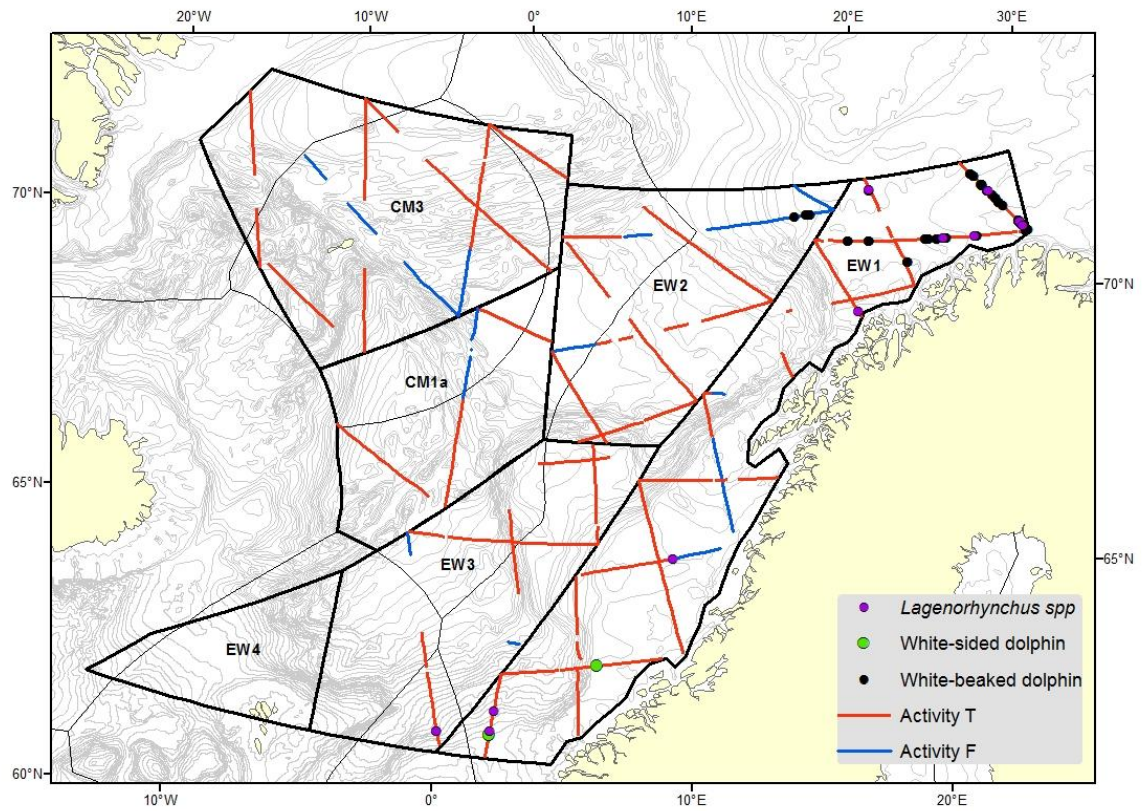 20°W 10°W 0° 10°E 20°E 30°E
70°N
CM3
EW2
EW1
70°N
CM1a
65°N
EW3
65°N
EW4
Lagenorhynchus spp
White-sided dolphin
White-beaked dolphin
Activity T
Activity F
60°N
10°W 0° 10°E 20°E